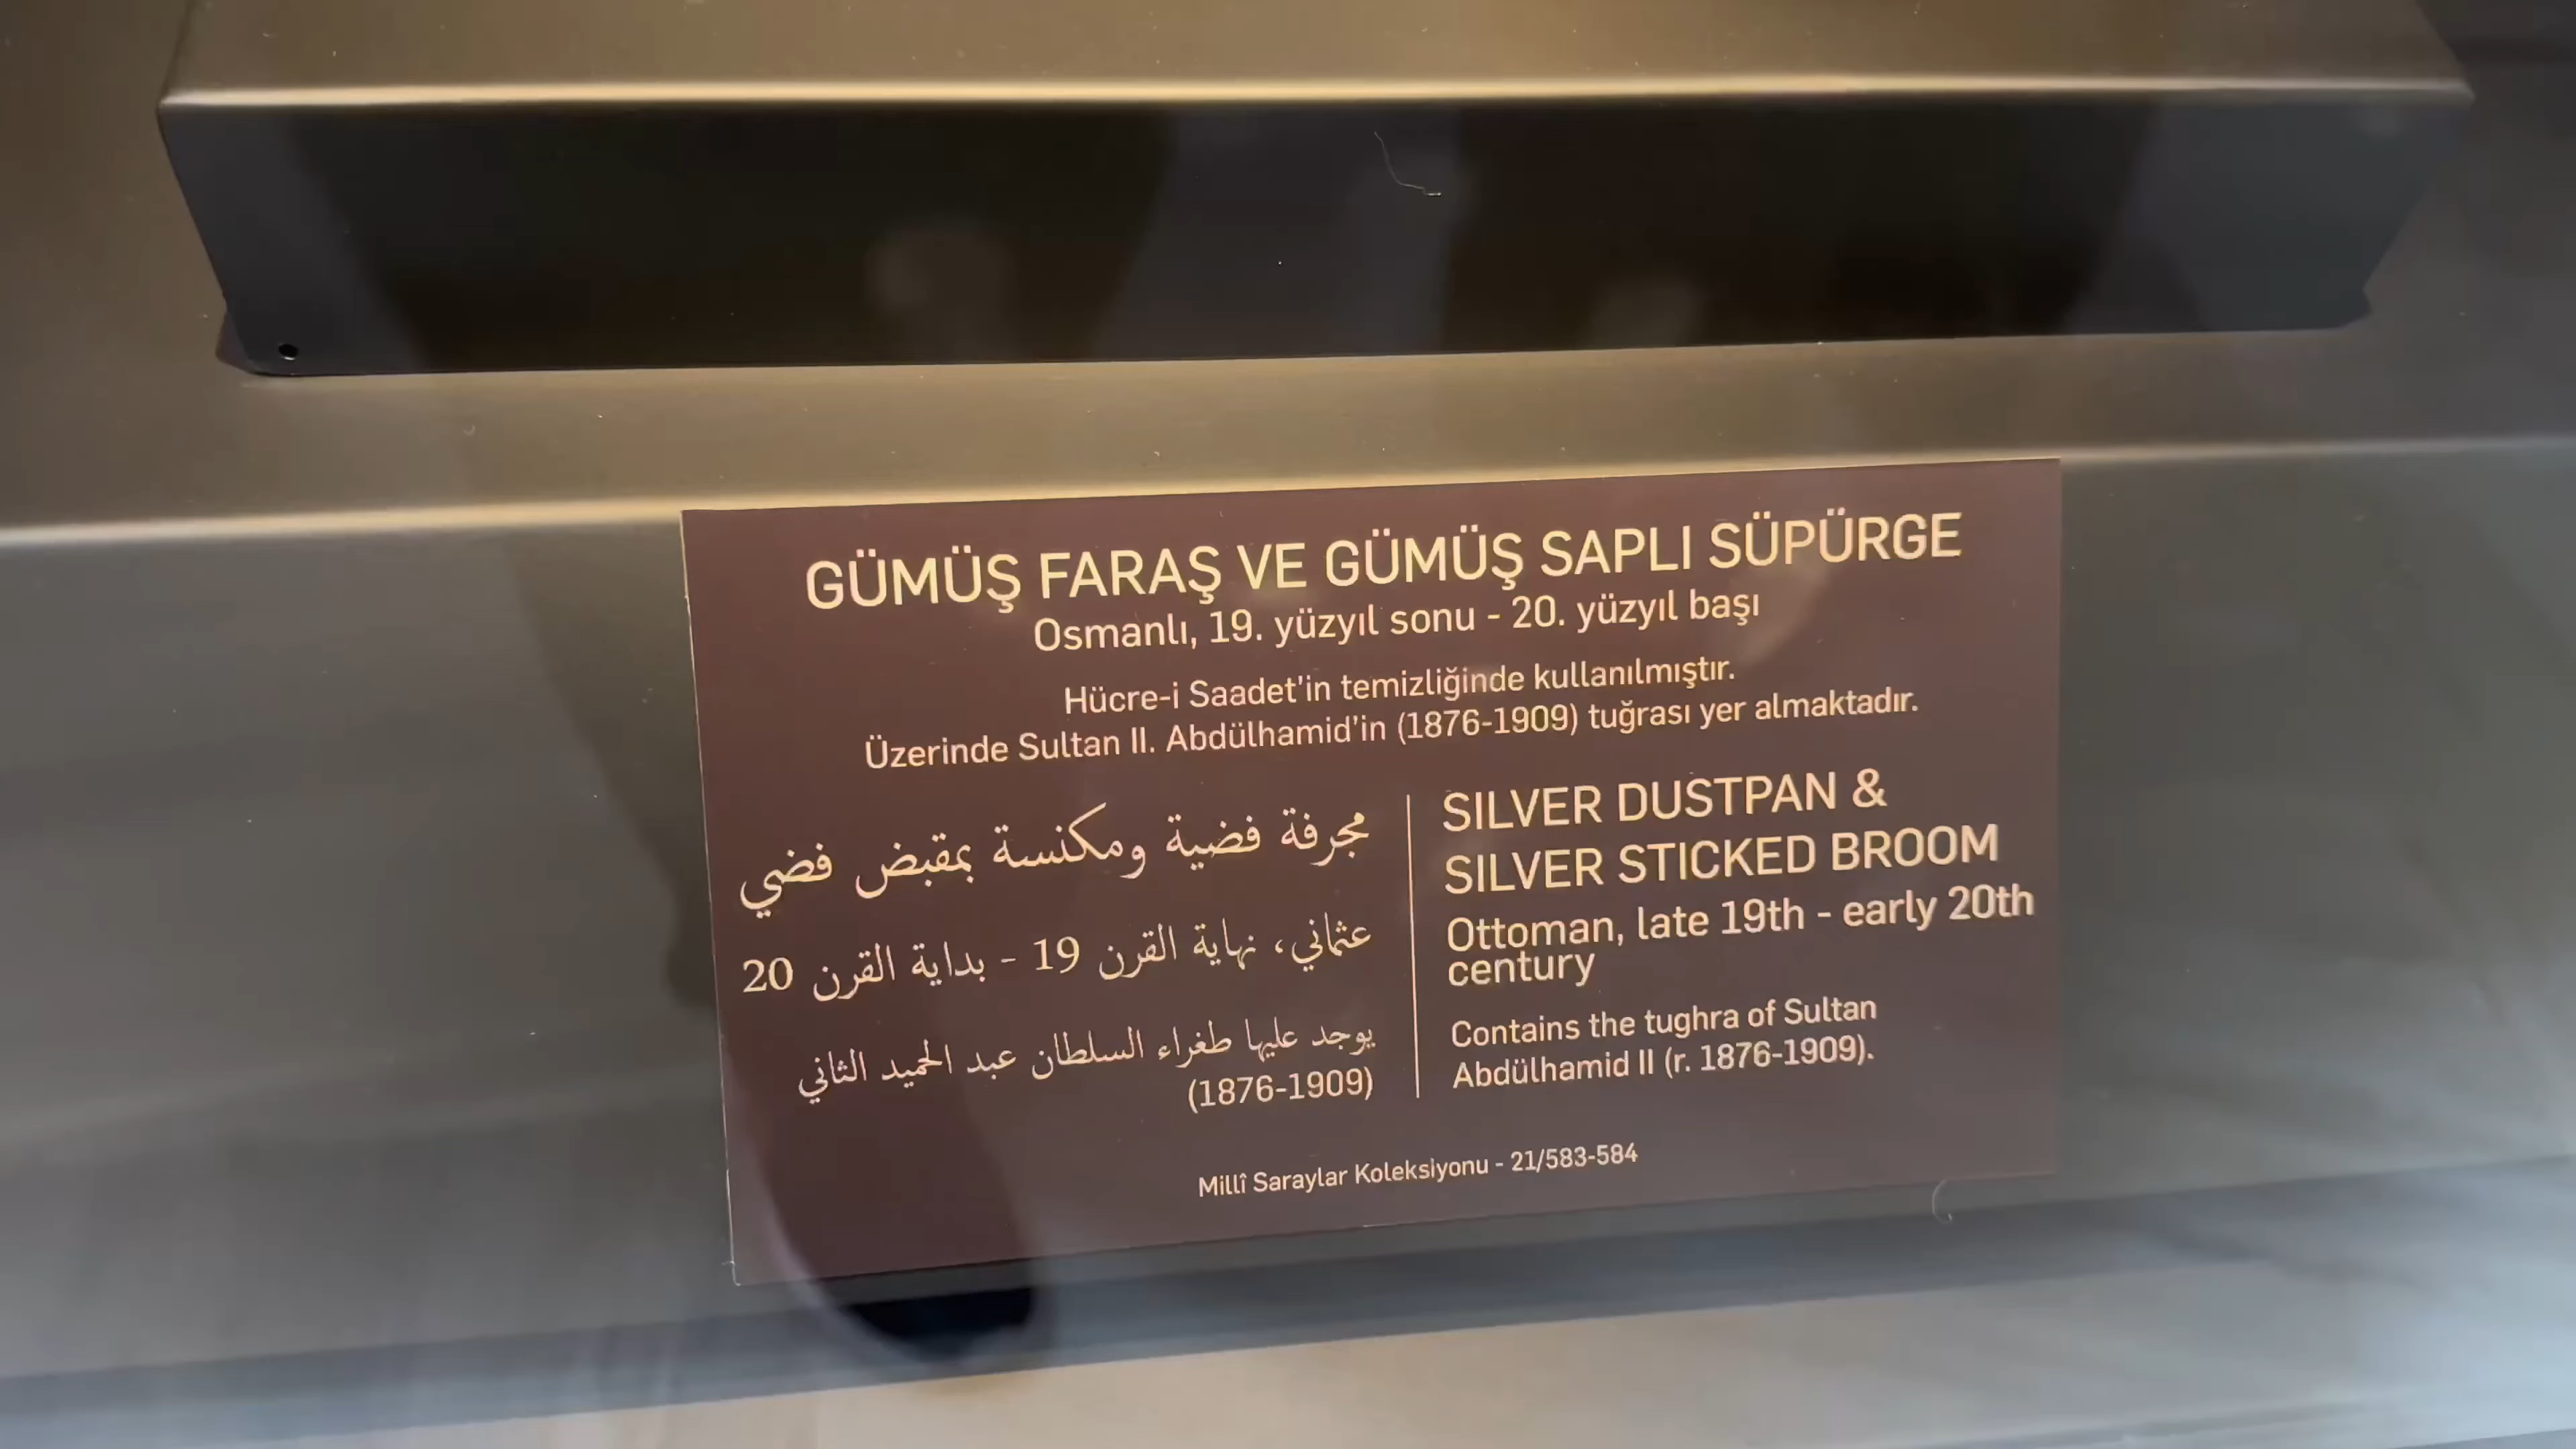 GÜMÜŞ FARAŞ VE GÜMÜŞ SAPLI SÜPÜRGE
Osmanlı, 19. yüzyıl sonu - 20. yüzyıl başı
Hücre-i Saadet'in temizliğinde kullanılmıştır.
Üzerinde Sultan II. Abdülhamid'in (1876-1909) tuğrası yer almaktadır.
مجرفة فضية ومكنسة بمقبض فضي
عثماني، نهاية القرن 19 - بداية القرن 20
يوجد عليها طغراء السلطان عبد الحميد الثاني
(1876-1909)
SILVER DUSTPAN &
SILVER STICKED BROOM
Ottoman, late 19th - early 20th
century
Contains the tughra of Sultan
Abdülhamid II (r. 1876-1909).
Millî Saraylar Koleksiyonu - 21/583-584